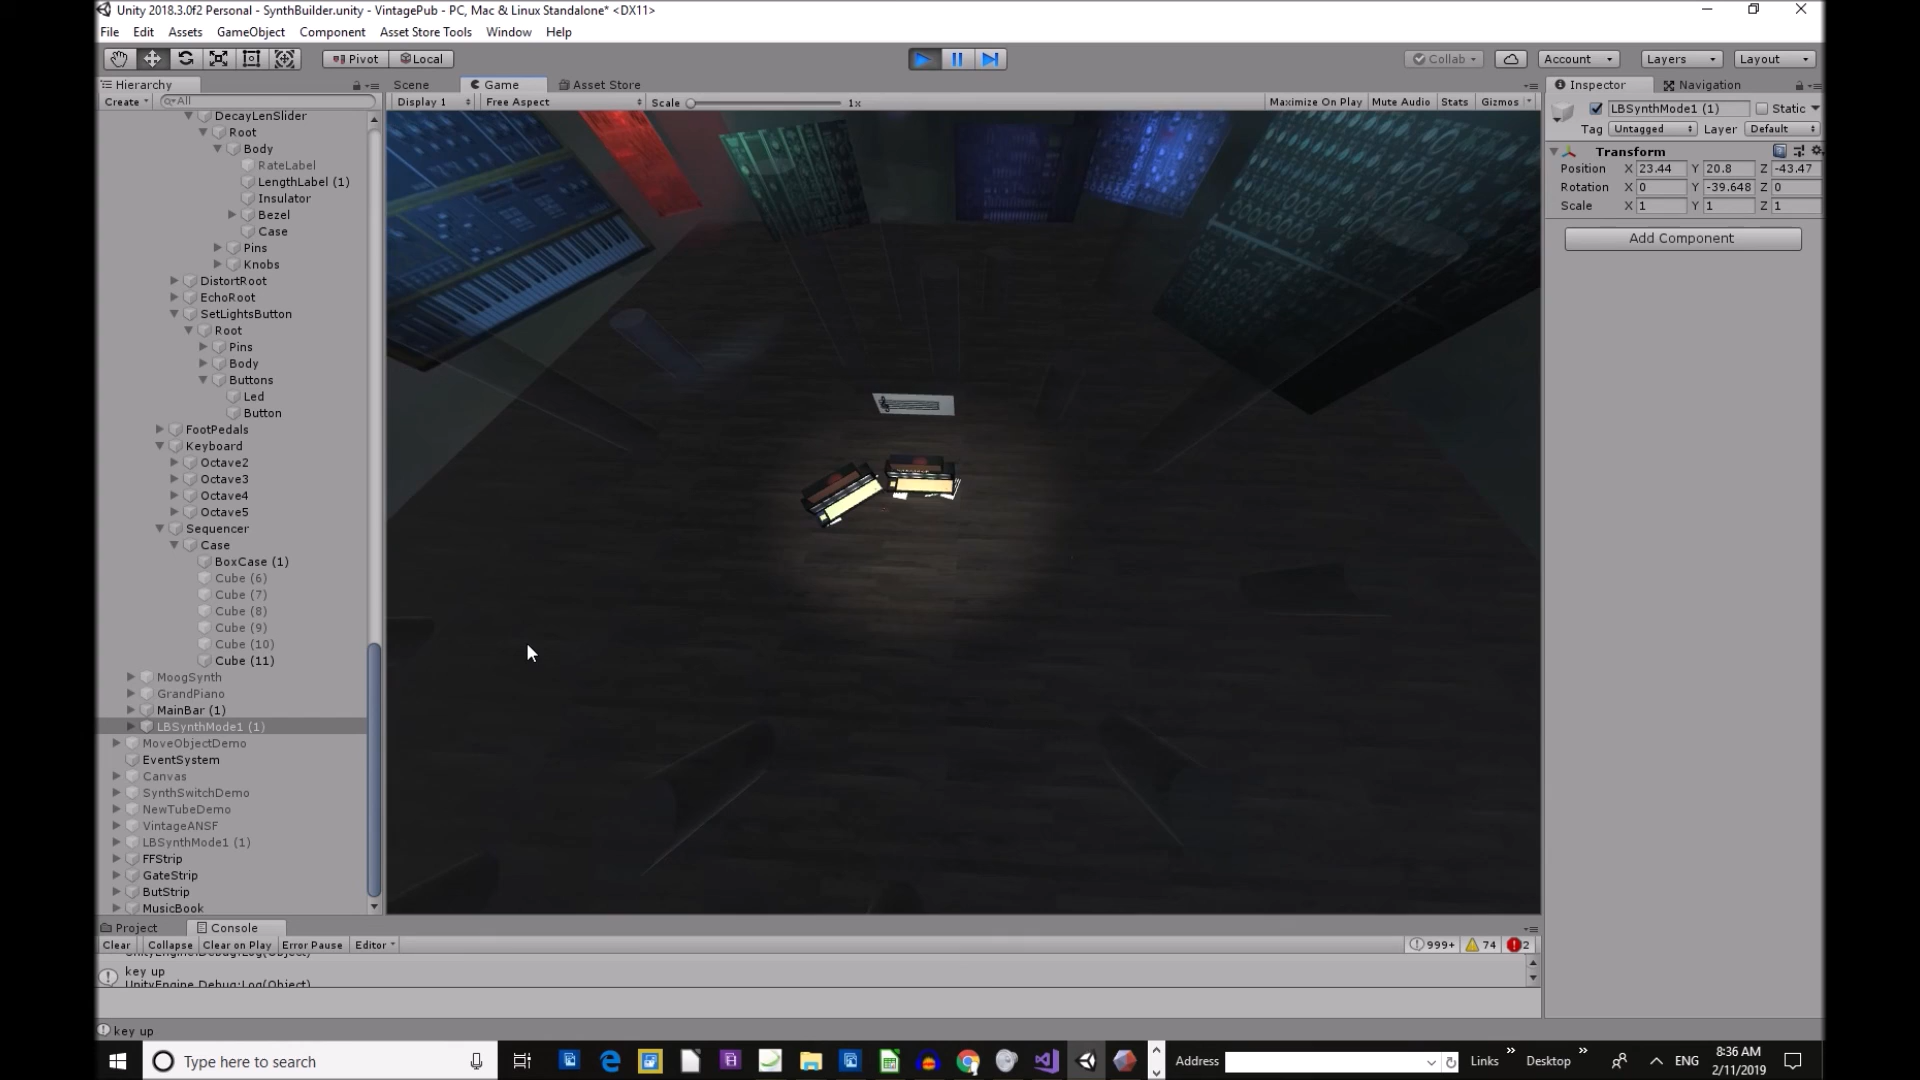 Unity 2018.3.0f2 Personal - SynthBuilder.unity - VintagePub - PC, Mac & Linux Standalone* <DX11>
File Edit Assets GameObject Component Asset Store Tools Window Help
Pivot Local Collab Account Layers Layout
Hierarchy Scene Game Asset Store Inspector Navigation
Create All Display 1 Free Aspect Scale 1x Maximize On Play Mute Audio Stats Gizmos
LBSynthMode1 (1) Static
Tag Untagged Layer Default
Transform
Position X 23.44 Y 20.8 Z -43.47
Rotation X 0 Y -39.648 Z 0
Scale X 1 Y 1 Z 1
Add Component
DecayLenSlider
Root
Body
RateLabel
LengthLabel (1)
Insulator
Bezel
Case
Pins
Knobs
DistortRoot
EchoRoot
SetLightsButton
Root
Pins
Body
Buttons
Led
Button
FootPedals
Keyboard
Octave2
Octave3
Octave4
Octave5
Sequencer
Case
BoxCase (1)
Cube (6)
Cube (7)
Cube (8)
Cube (9)
Cube (10)
Cube (11)
MoogSynth
GrandPiano
MainBar (1)
LBSynthMode1 (1)
MoveObjectDemo
EventSystem
Canvas
SynthSwitchDemo
NewTubeDemo
VintageANSF
LBSynthMode1 (1)
FFStrip
GateStrip
ButStrip
MusicBook
Project Console
Clear Collapse Clear on Play Error Pause Editor 999+ 74 2
UnityEngine.Debug:Log(Object)
key up
UnityEngine.Debug:Log(Object)
key up
Type here to search Address Links Desktop ENG 8:36 AM
2/11/2019